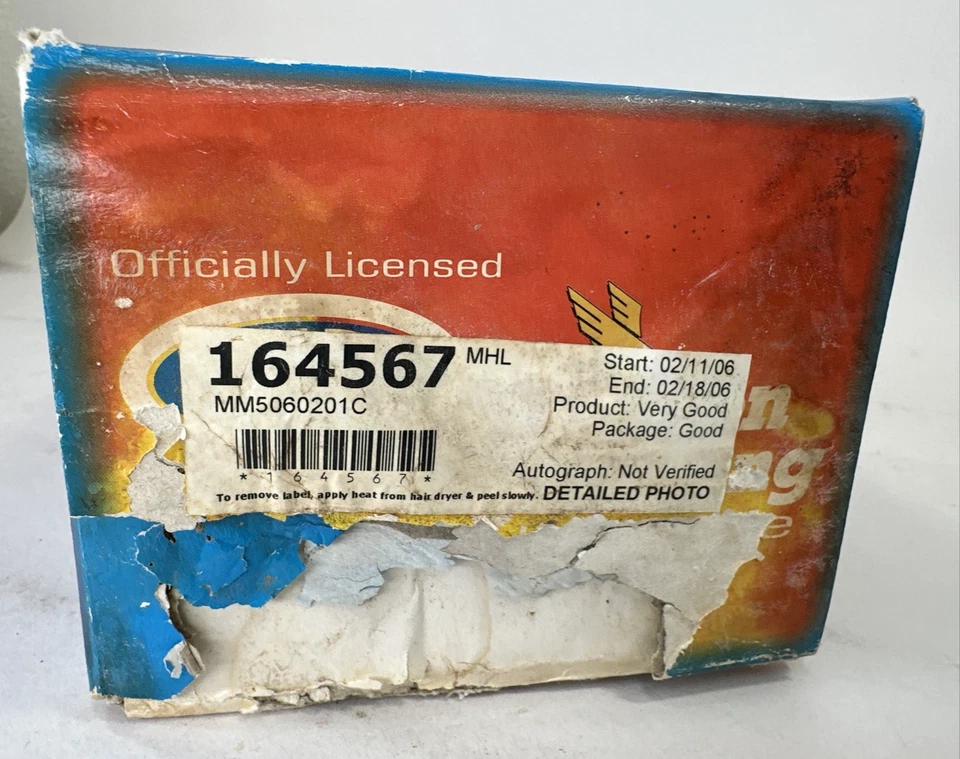 Officially Licensed
164567 MHL
MM5060201C
*164567*
To remove label, apply heat from hair dryer & peel slowly.
Start: 02/11/06
End: 02/18/06
Product: Very Good
Package: Good
Autograph: Not Verified
DETAILED PHOTO